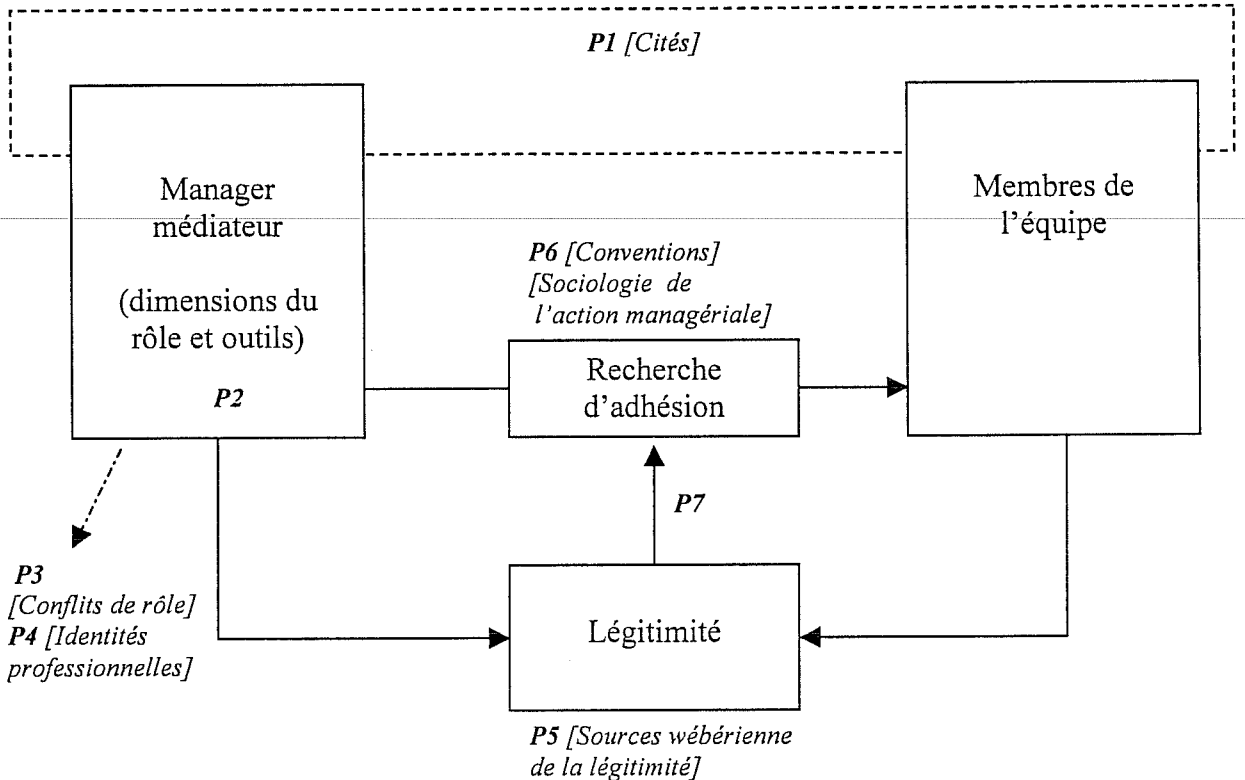 P1 [Cités]
Manager
médiateur
(dimensions du
rôle et outils)
P2
Membres de
l'équipe
P6 [Conventions]
[Sociologie de
l'action managériale]
Recherche
d'adhésion
P7
P3
[Conflits de rôle]
P4 [Identités
professionnelles]
Légitimité
P5 [Sources wébérienne
de la légitimité]